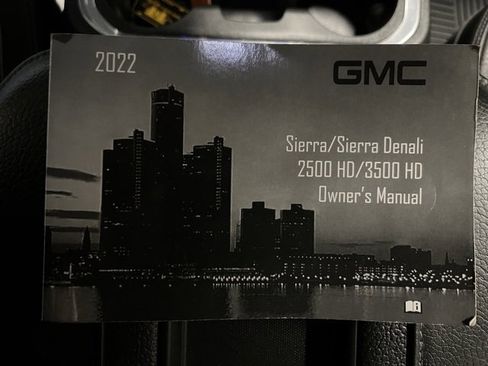 2022
GMC
Sierra/Sierra Denali
2500 HD/3500 HD
Owner's Manual